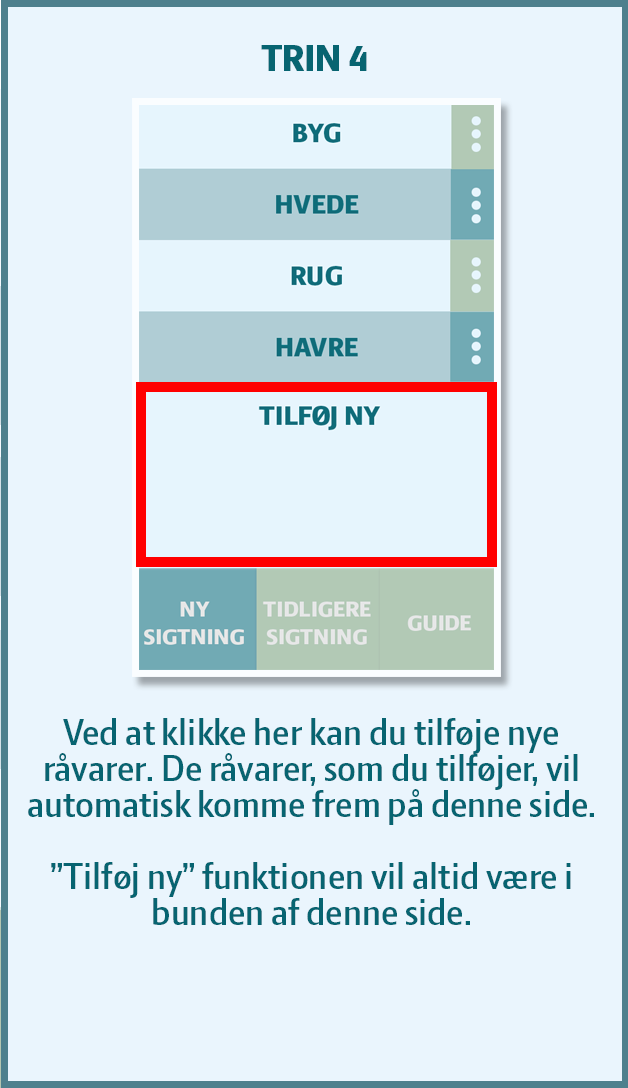 TRIN 4
BYG
HVEDE
RUG
HAVRE
TILFØJ NY
NY
SIGTNING
TIDLIGERE
SIGTNING
GUIDE
Ved at klikke her kan du tilføje nye
råvarer. De råvarer, som du tilføjer, vil
automatisk komme frem på denne side.
”Tilføj ny” funktionen vil altid være i
bunden af denne side.